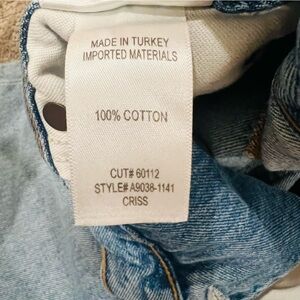 MADE IN TURKEY
IMPORTED MATERIALS
100% COTTON
CUT# 60112
STYLE# A9038-1141
CRISS